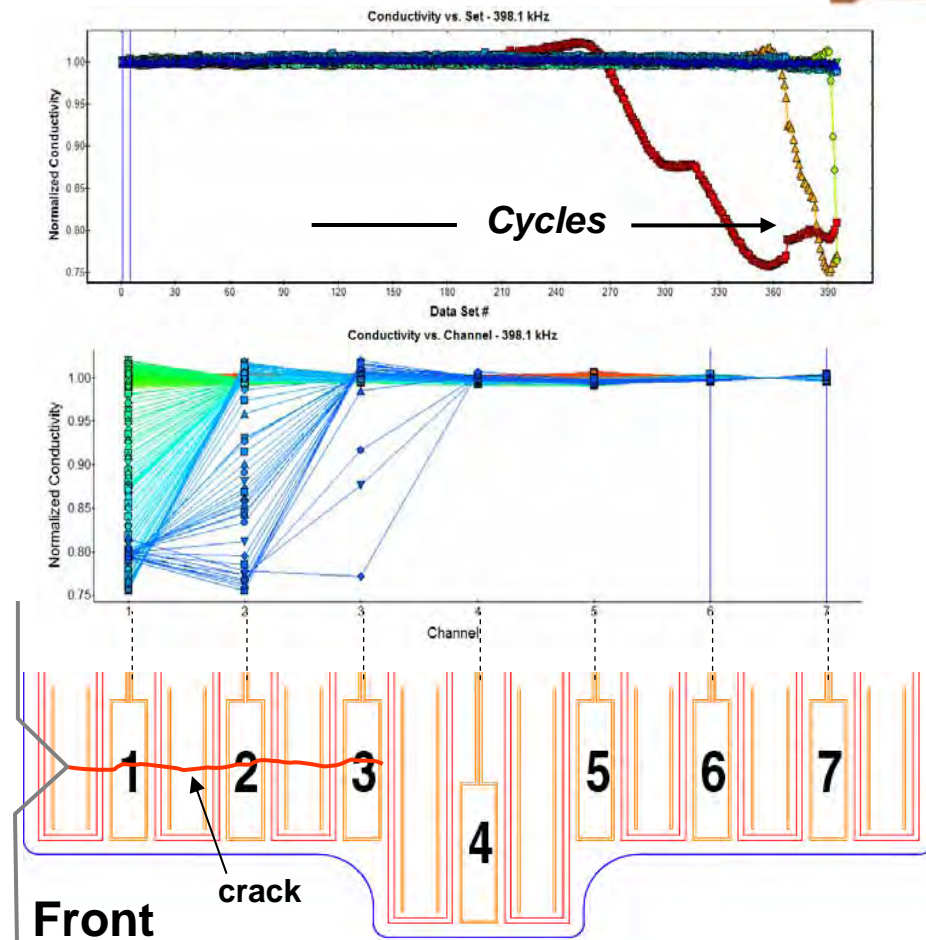 Conductivity vs. Set - 398.1 kHz
Normalized Conductivity
1.00
0.95
0.90
0.85
0.80
0.75
Cycles
0 30 60 90 120 150 180 210 240 270 300 330 360 390
Data Set #
Conductivity vs. Channel - 398.1 kHz
Normalized Conductivity
1.00
0.95
0.90
0.85
0.80
0.75
1 2 3 4 5 6 7
Channel
1 2 3 4 5 6 7
crack
Front